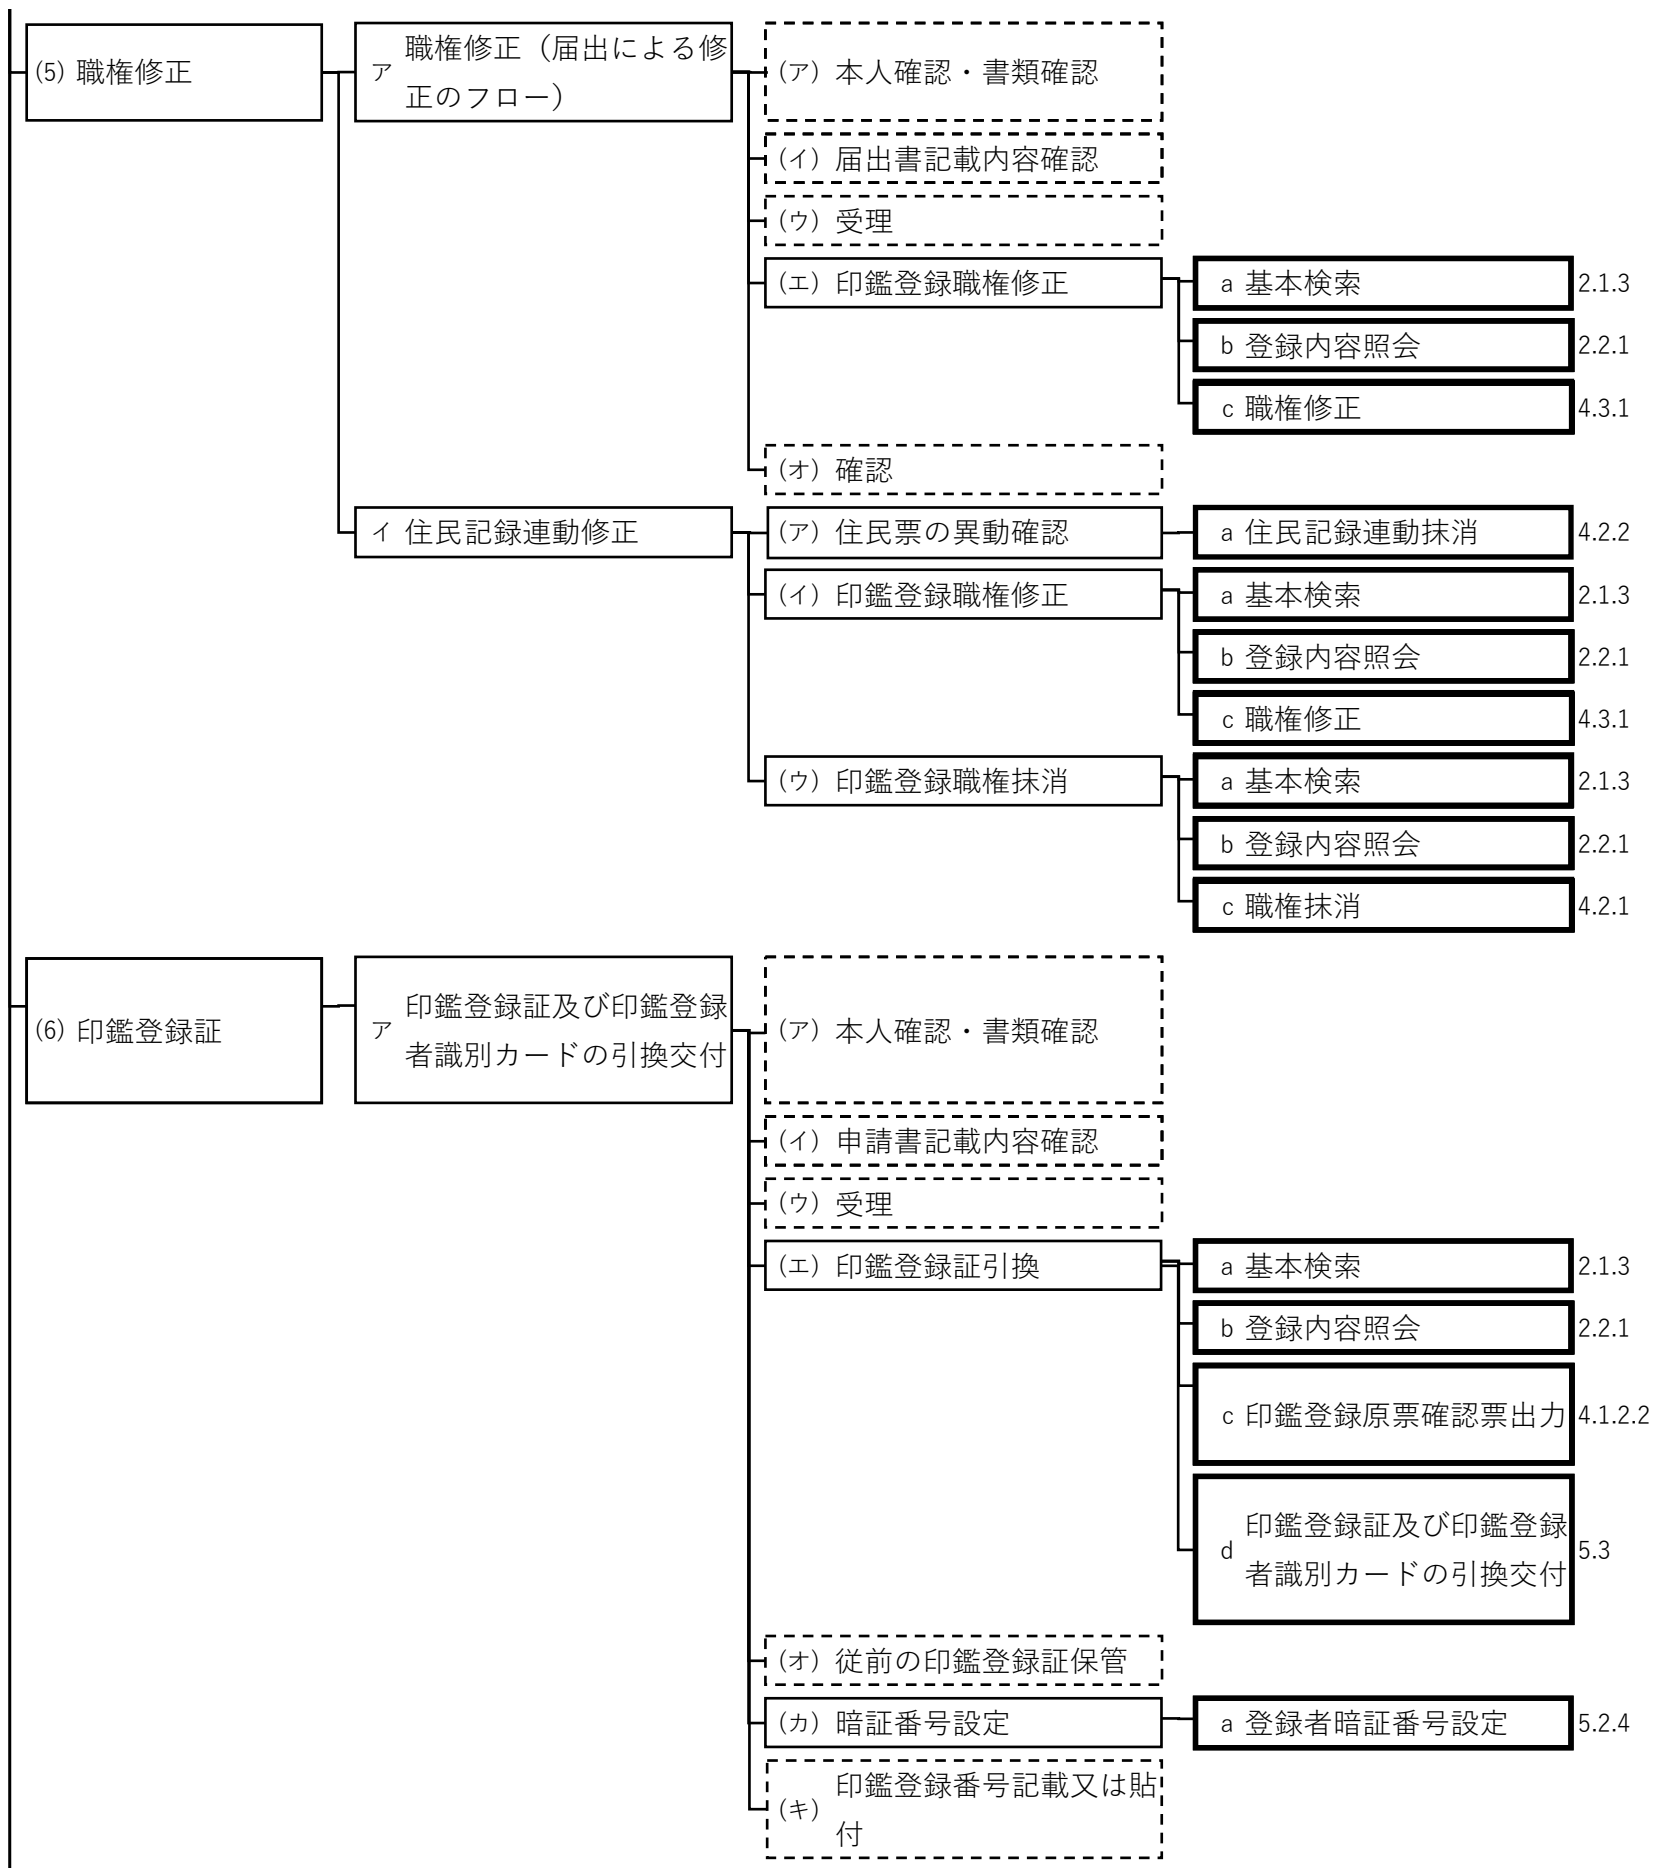 (5) 職権修正
ア 職権修正（届出による修
正のフロー）
(ア) 本人確認・書類確認
(イ) 届出書記載内容確認
(ウ) 受理
(エ) 印鑑登録職権修正
a 基本検索 2.1.3
b 登録内容照会 2.2.1
c 職権修正 4.3.1
(オ) 確認
イ 住民記録連動修正
(ア) 住民票の異動確認
a 住民記録連動抹消 4.2.2
(イ) 印鑑登録職権修正
a 基本検索 2.1.3
b 登録内容照会 2.2.1
c 職権修正 4.3.1
(ウ) 印鑑登録職権抹消
a 基本検索 2.1.3
b 登録内容照会 2.2.1
c 職権抹消 4.2.1
(6) 印鑑登録証
ア 印鑑登録証及び印鑑登録
者識別カードの引換交付
(ア) 本人確認・書類確認
(イ) 申請書記載内容確認
(ウ) 受理
(エ) 印鑑登録証引換
a 基本検索 2.1.3
b 登録内容照会 2.2.1
c 印鑑登録原票確認票出力 4.1.2.2
d 印鑑登録証及び印鑑登録
者識別カードの引換交付 5.3
(オ) 従前の印鑑登録証保管
(カ) 暗証番号設定
a 登録者暗証番号設定 5.2.4
(キ) 印鑑登録番号記載又は貼
付